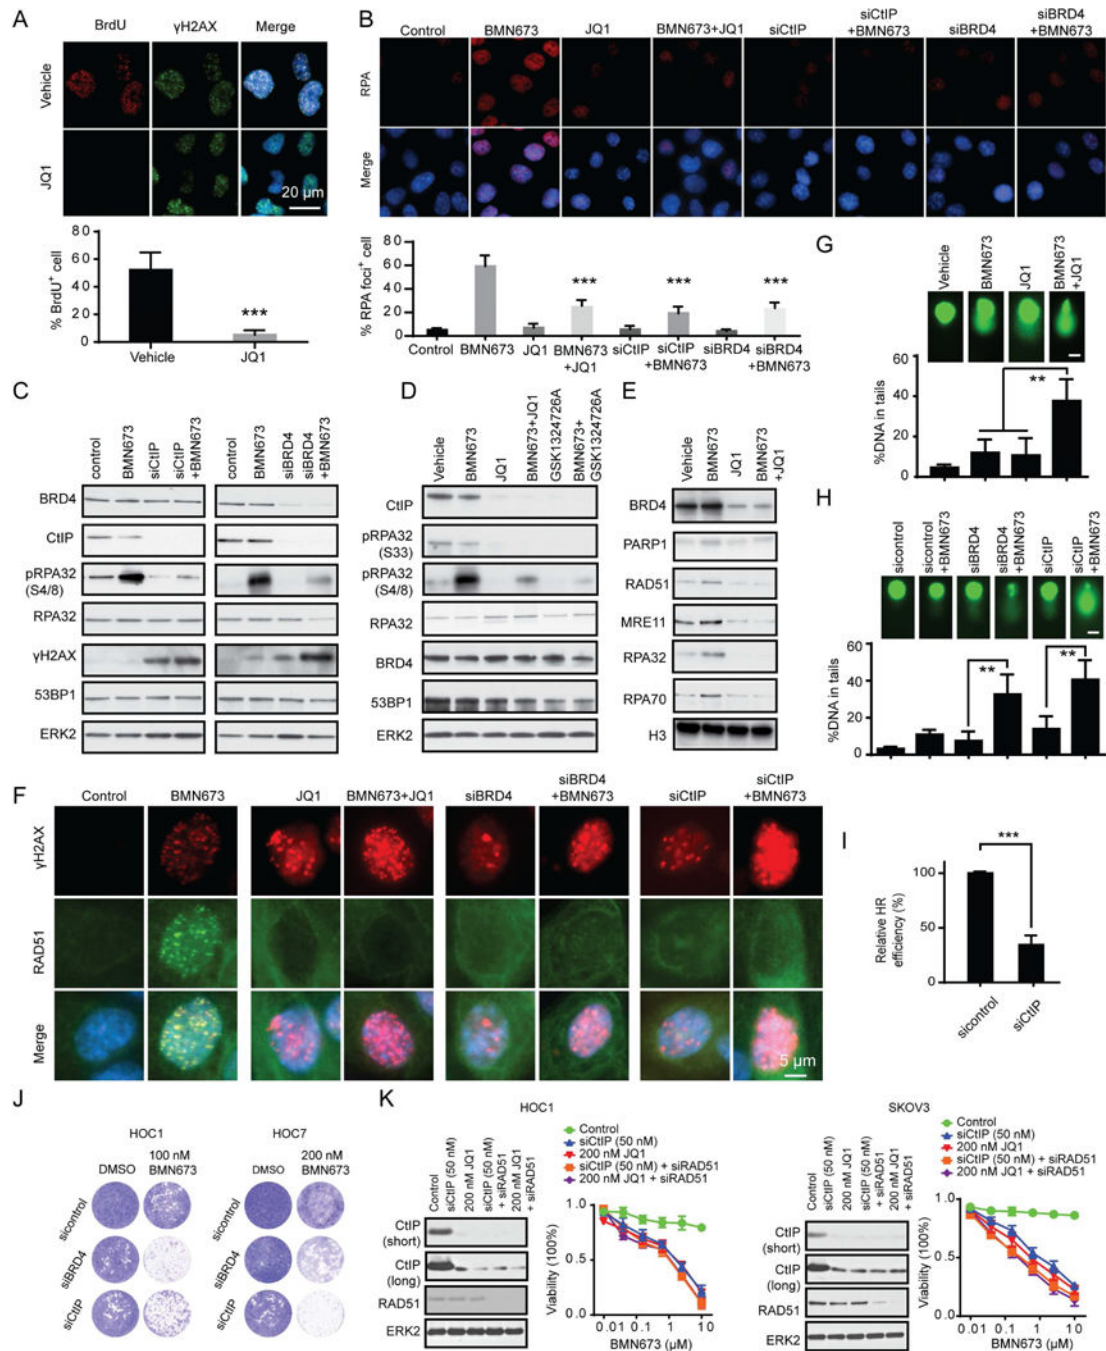 A
BrdU γH2AX Merge
Vehicle
JQ1
20 µm
% BrdU+ cell
80
60
40
20
0
***
Vehicle JQ1
B
Control BMN673 JQ1 BMN673+JQ1 siCtIP siCtIP +BMN673 siBRD4 siBRD4 +BMN673
RPA
Merge
% RPA foci+ cell
80
60
40
20
0
*** *** ***
Control BMN673 JQ1 BMN673 +JQ1 siCtIP siCtIP +BMN673 siBRD4 siBRD4 +BMN673
C
control BMN673 siCtIP siCtIP +BMN673 control BMN673 siBRD4 siBRD4 +BMN673
BRD4
CtIP
pRPA32 (S4/8)
RPA32
γH2AX
53BP1
ERK2
D
Vehicle BMN673 JQ1 BMN673+JQ1 GSK1324726A BMN673+ GSK1324726A
CtIP
pRPA32 (S33)
pRPA32 (S4/8)
RPA32
BRD4
53BP1
ERK2
E
Vehicle BMN673 JQ1 BMN673 +JQ1
BRD4
PARP1
RAD51
MRE11
RPA32
RPA70
H3
F
Control BMN673 JQ1 BMN673+JQ1 siBRD4 siBRD4 +BMN673 siCtIP siCtIP +BMN673
γH2AX
RAD51
Merge
5 µm
G
Vehicle BMN673 JQ1 BMN673 +JQ1
%DNA in tails
60
40
20
0
**
H
sicontrol sicontrol +BMN673 siBRD4 siBRD4 +BMN673 siCtIP siCtIP +BMN673
%DNA in tails
60
40
20
0
** **
I
***
Relative HR efficiency (%)
100
50
0
sicontrol siCtIP
J
HOC1 HOC7
DMSO 100 nM BMN673 DMSO 200 nM BMN673
sicontrol sicontrol
siBRD4 siBRD4
siCtIP siCtIP
K
HOC1
Control
siCtIP (50 nM)
200 nM JQ1
siCtIP (50 nM) + siRAD51
200 nM JQ1 + siRAD51
Control
siCtIP (50 nM)
200 nM JQ1
siCtIP (50 nM) + siRAD51
200 nM JQ1 + siRAD51
CtIP (short)
CtIP (long)
RAD51
ERK2
Viability (100%)
1.0
0.5
0.0
0.01 0.1 1 10
BMN673 (µM)
SKOV3
Control
siCtIP (50 nM)
200 nM JQ1
siCtIP (50 nM) + siRAD51
200 nM JQ1 + siRAD51
Control
siCtIP (50 nM)
200 nM JQ1
siCtIP (50 nM) + siRAD51
200 nM JQ1 + siRAD51
CtIP (short)
CtIP (long)
RAD51
ERK2
Viability (100%)
1.0
0.5
0.0
0.01 0.1 1 10
BMN673 (µM)